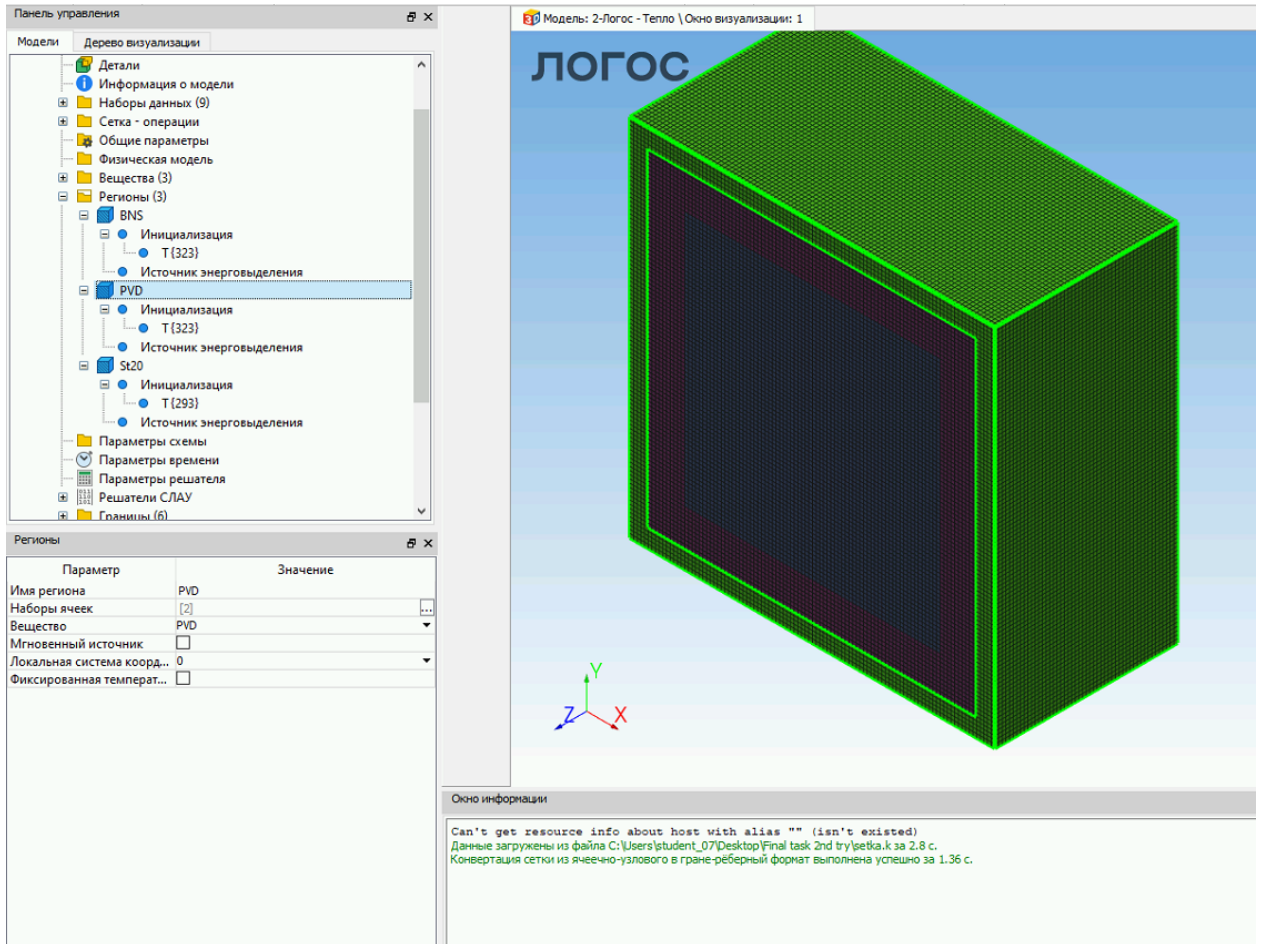 Панель управления
Модели Дерево визуализации
Детали
Информация о модели
Наборы данных (9)
Сетка - операции
Общие параметры
Физическая модель
Вещества (3)
Регионы (3)
BNS
Инициализация
T{323}
Источник энерговыделения
PVD
Инициализация
T{323}
Источник энерговыделения
St20
Инициализация
T{293}
Источник энерговыделения
Параметры схемы
Параметры времени
Параметры решателя
Решатели СЛАУ
Границы (6)
Регионы
Параметр Значение
Имя региона PVD
Наборы ячеек [2] ...
Вещество PVD
Мгновенный источник
Локальная система коорд... 0
Фиксированная температ...
3D Модель: 2-Логос - Тепло \ Окно визуализации: 1
ЛОГОС
Y
Z X
Окно информации
Can't get resource info about host with alias "" (isn't existed)
Данные загружены из файла C:\Users\student_07\Desktop\Final task 2nd try\setka.k за 2.8 с.
Конвертация сетки из ячеечно-узлового в гране-рёберный формат выполнена успешно за 1.36 с.